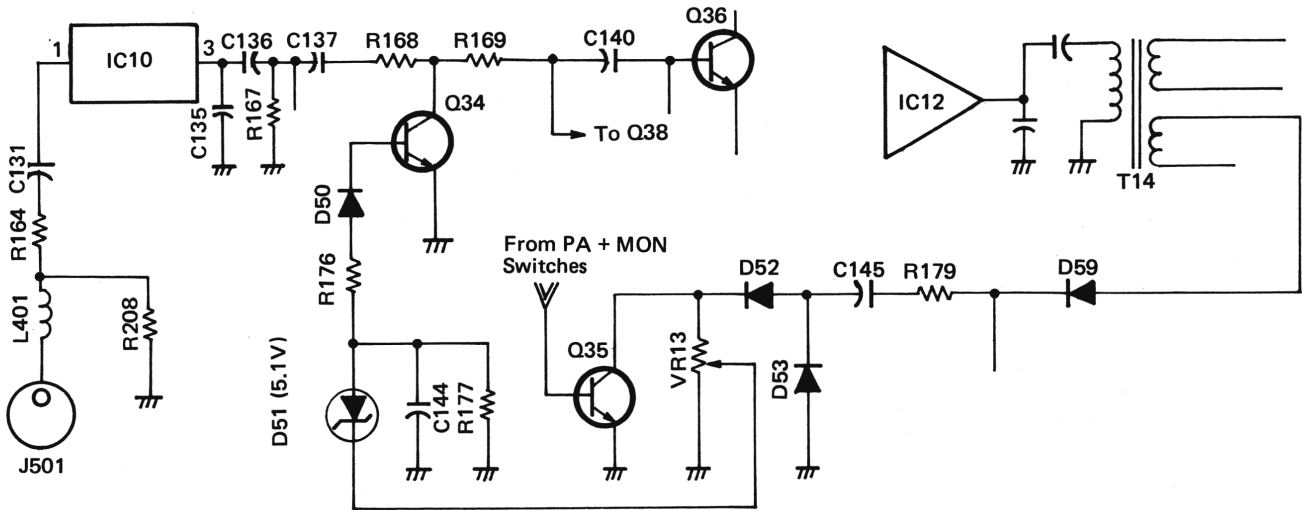 Q36
1
IC10
3
C136
C137
R168
R169
C140
IC12
C135
R167
Q34
To Q38
C131
T14
D50
R164
From PA + MON
Switches
R176
D52
C145
R179
D59
L401
R208
Q35
VR13
D53
D51 (5.1V)
C144
R177
J501